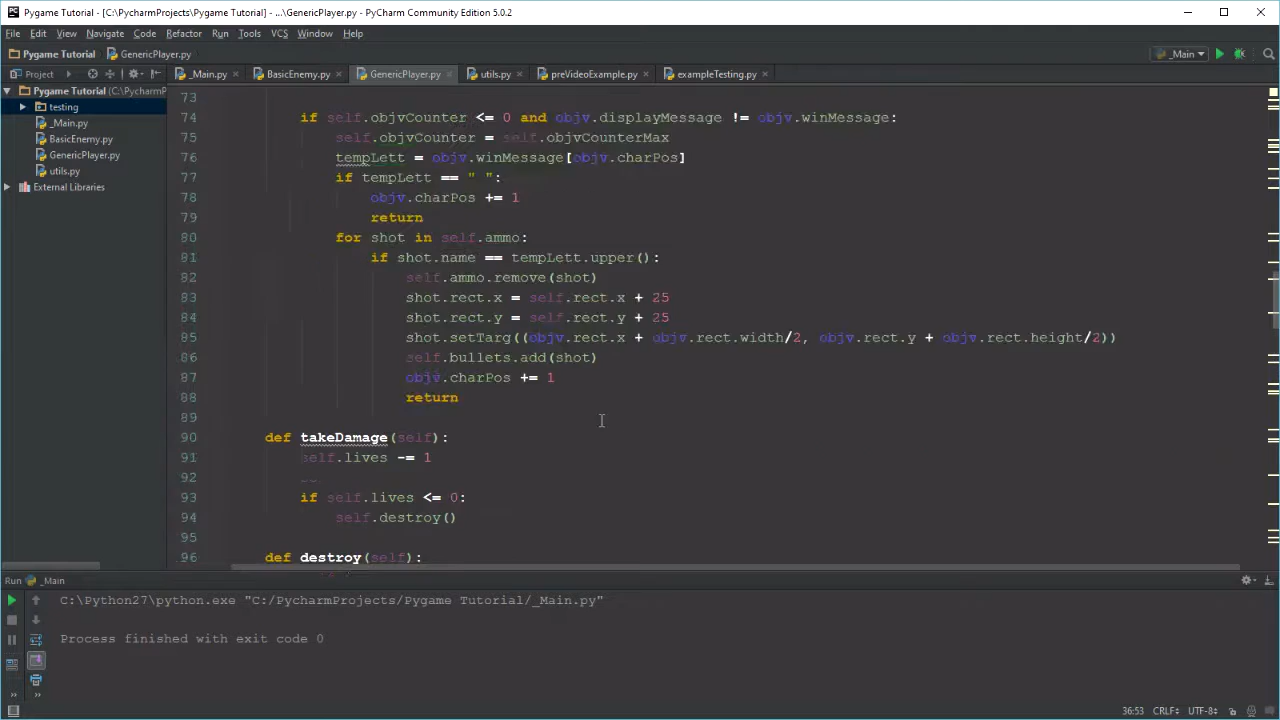 Pygame Tutorial - [C:\PycharmProjects\Pygame Tutorial] - ...\GenericPlayer.py - PyCharm Community Edition 5.0.2
File Edit View Navigate Code Refactor Run Tools VCS Window Help
Pygame Tutorial GenericPlayer.py _Main
Project _Main.py BasicEnemy.py GenericPlayer.py utils.py preVideoExample.py exampleTesting.py
Pygame Tutorial (C:\PycharmP
testing
_Main.py
BasicEnemy.py
GenericPlayer.py
utils.py
External Libraries
73
74 if self.objvCounter <= 0 and objv.displayMessage != objv.winMessage:
75 self.objvCounter = self.objvCounterMax
76 tempLett = objv.winMessage[objv.charPos]
77 if tempLett == " ":
78 objv.charPos += 1
79 return
80 for shot in self.ammo:
81 if shot.name == tempLett.upper():
82 self.ammo.remove(shot)
83 shot.rect.x = self.rect.x + 25
84 shot.rect.y = self.rect.y + 25
85 shot.setTarg((objv.rect.x + objv.rect.width/2, objv.rect.y + objv.rect.height/2))
86 self.bullets.add(shot)
87 objv.charPos += 1
88 return
89
90 def takeDamage(self):
91 self.lives -= 1
92
93 if self.lives <= 0:
94 self.destroy()
95
96 def destroy(self):
Run _Main
C:\Python27\python.exe "C:/PycharmProjects/Pygame Tutorial/_Main.py"
Process finished with exit code 0
36:53 CRLF UTF-8